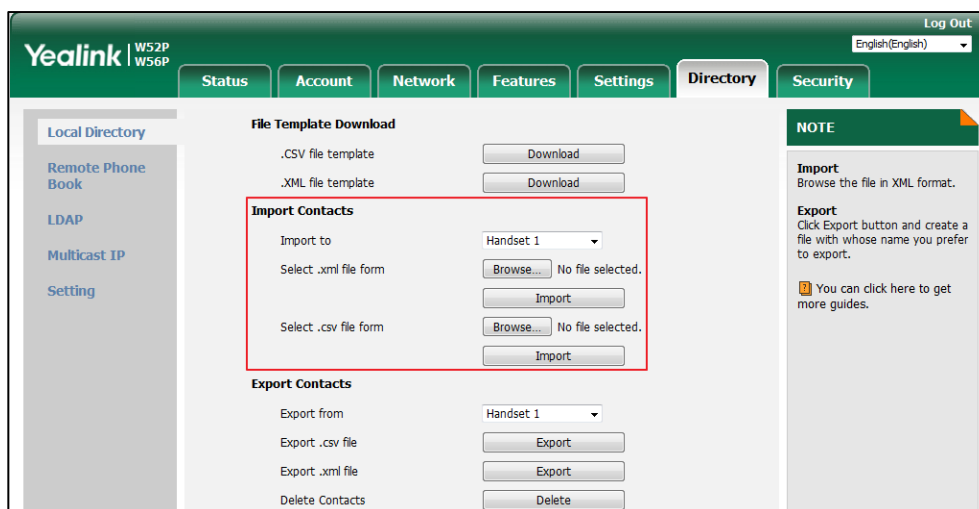 Log Out
Yealink W52P
W56P
English(English)
Status Account Network Features Settings Directory Security
Local Directory
Remote Phone
Book
LDAP
Multicast IP
Setting
File Template Download
.CSV file template Download
.XML file template Download
Import Contacts
Import to Handset 1
Select .xml file form Browse... No file selected.
Import
Select .csv file form Browse... No file selected.
Import
Export Contacts
Export from Handset 1
Export .csv file Export
Export .xml file Export
Delete Contacts Delete
NOTE
Import
Browse the file in XML format.
Export
Click Export button and create a
file with whose name you prefer
to export.
? You can click here to get
more guides.